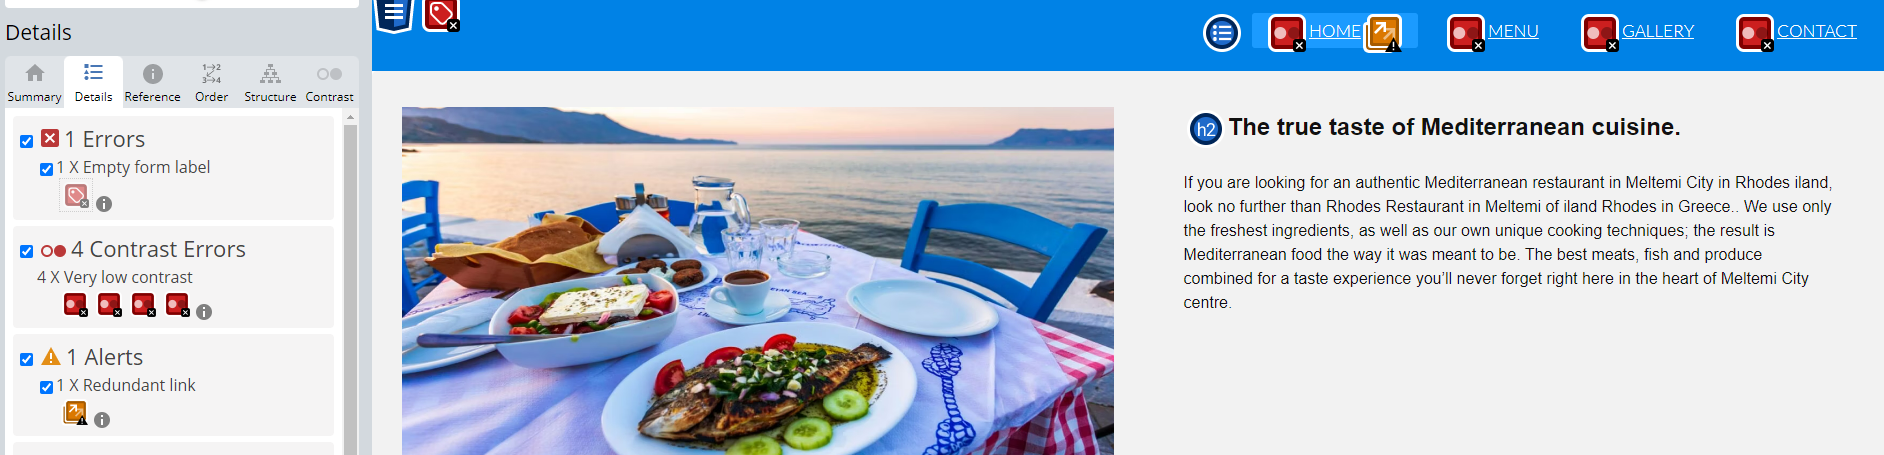 Details
Summary Details Reference Order Structure Contrast
1 Errors
1 X Empty form label
4 Contrast Errors
4 X Very low contrast
1 Alerts
1 X Redundant link
HOME MENU GALLERY CONTACT
h2 The true taste of Mediterranean cuisine.
If you are looking for an authentic Mediterranean restaurant in Meltemi City in Rhodes iland,
look no further than Rhodes Restaurant in Meltemi of iland Rhodes in Greece.. We use only
the freshest ingredients, as well as our own unique cooking techniques; the result is
Mediterranean food the way it was meant to be. The best meats, fish and produce
combined for a taste experience you’ll never forget right here in the heart of Meltemi City
centre.